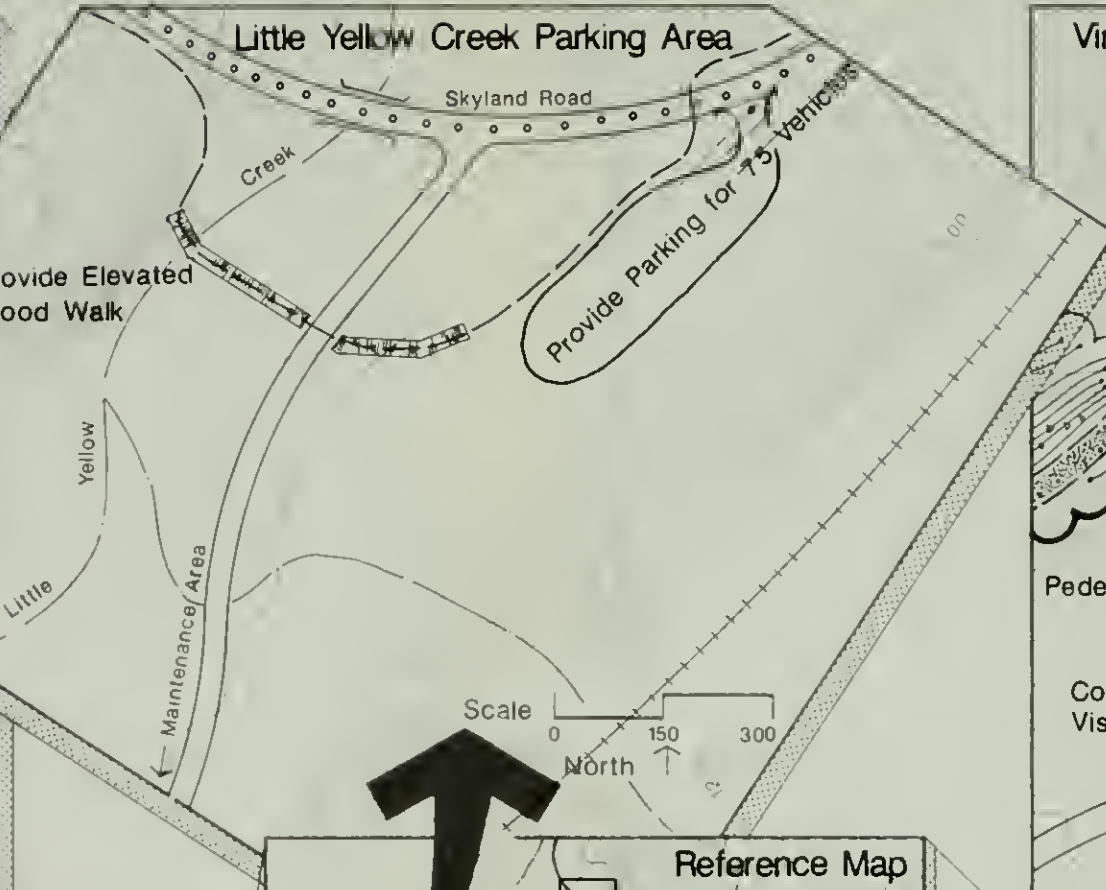 Little Yellow Creek Parking Area
Vir
Skyland Road
Provide Parking for 75 Vehicles
Creek
ovide Elevated
ood Walk
Yellow
Little
Maintenance Area
Pede
Co
Vis
Scale
0 150 300
North
Reference Map